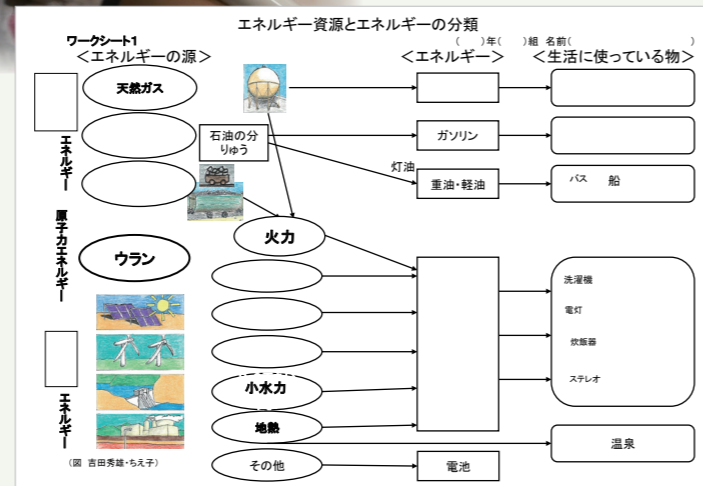 エネルギー資源とエネルギーの分類
ワークシート1
(　　)年(　　)組 名前(　　　　　　　　)
＜エネルギーの源＞
＜エネルギー＞
＜生活に使っている物＞
エネルギー
天然ガス
石油の分
りゅう
ガソリン
灯油
重油・軽油
バス　船
原子力エネルギー
ウラン
火力
洗濯機
電灯
炊飯器
ステレオ
エネルギー
小水力
地熱
温泉
その他
電池
(図 吉田秀雄・ちえ子)